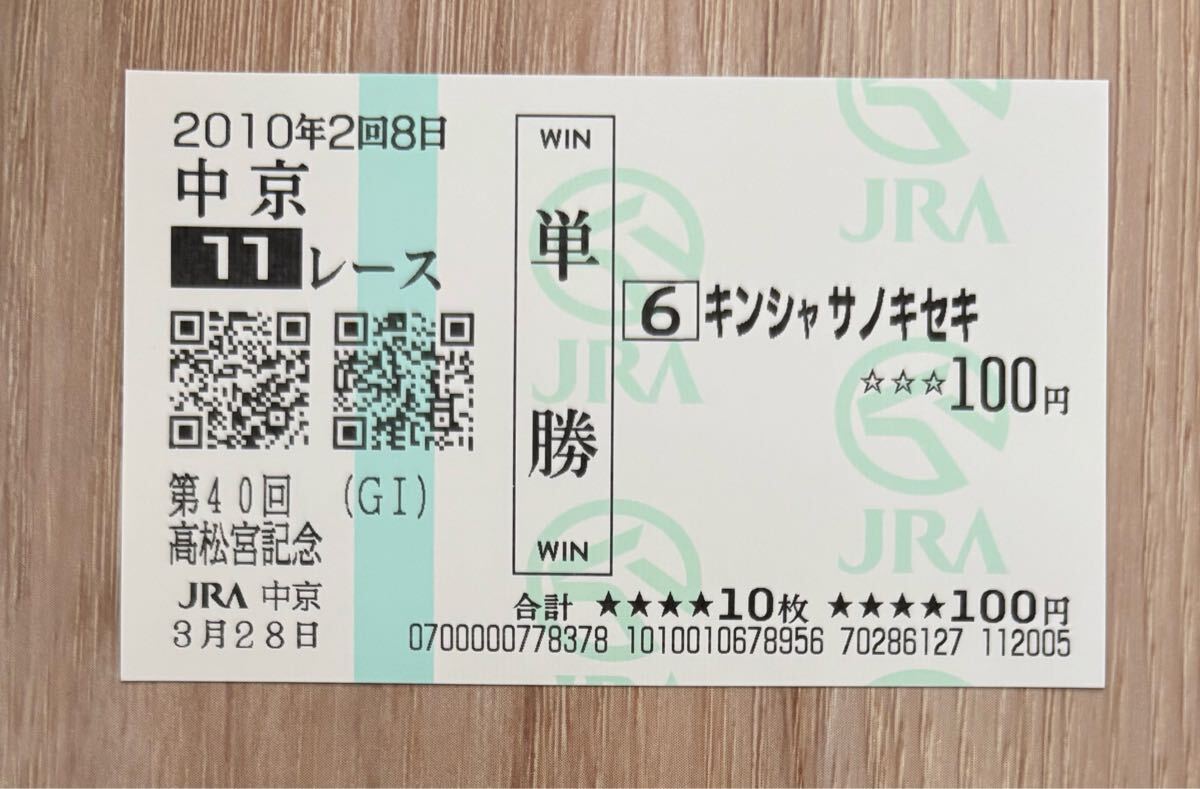 2010年2回8日
中京
11レース
第40回 (GI)
高松宮記念
JRA 中京
3月28日
WIN
単勝
WIN
6 キンシャサノキセキ
☆☆☆100円
合計 ★★★★10枚 ★★★★100円
0700000778378 1010010678956 70286127 112005
JRA
JRA
JRA